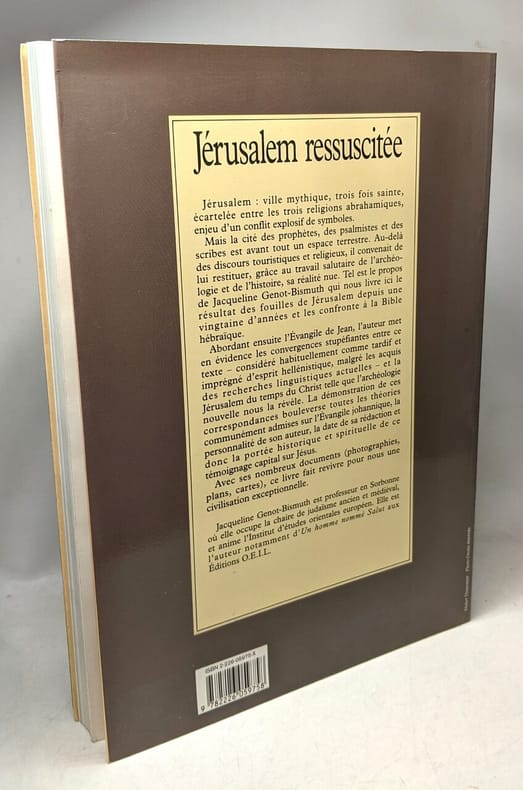 Jérusalem ressuscitée
Jérusalem : ville mythique, trois fois sainte,
écartelée entre les trois religions abrahamiques,
enjeu d'un conflit explosif de symboles.
Mais la cité des prophètes, des psalmistes et des
scribes est avant tout un espace terrestre. Au-delà
des discours touristiques et religieux, il convenait de
lui restituer, grâce au travail salutaire de l'archéo-
logie et de l'histoire, sa réalité nue. Tel est le propos
de Jacqueline Genot-Bismuth qui nous livre ici le
résultat des fouilles de Jérusalem depuis une
vingtaine d'années et les confronte à la Bible
hébraïque.
Abordant ensuite l'Évangile de Jean, l'auteur met
en évidence les convergences stupéfiantes entre ce
texte – considéré habituellement comme tardif et
imprégné d'esprit hellénistique, malgré les acquis
des recherches linguistiques actuelles – et la
Jérusalem du temps du Christ telle que l'archéologie
nouvelle nous la révèle. La démonstration de ces
correspondances bouleverse toutes les théories
communément admises sur l'Évangile johannique, la
personnalité de son auteur, la date de sa rédaction et
donc la portée historique et spirituelle de ce
témoignage capital sur Jésus.
Avec ses nombreux documents (photographies,
plans, cartes), ce livre fait revivre pour nous une
civilisation exceptionnelle.
Jacqueline Genot-Bismuth est professeur en Sorbonne
où elle occupe la chaire de judaïsme ancien et médiéval,
et anime l'Institut d'études orientales européen. Elle est
l'auteur notamment d'Un homme nommé Salut aux
Éditions O.E.I.L.
ISBN 2-226-05975-X
9 782226 059758